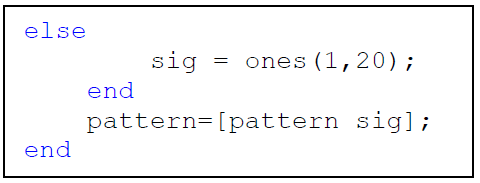 else
        sig = ones(1,20);
    end
    pattern=[pattern sig];
end